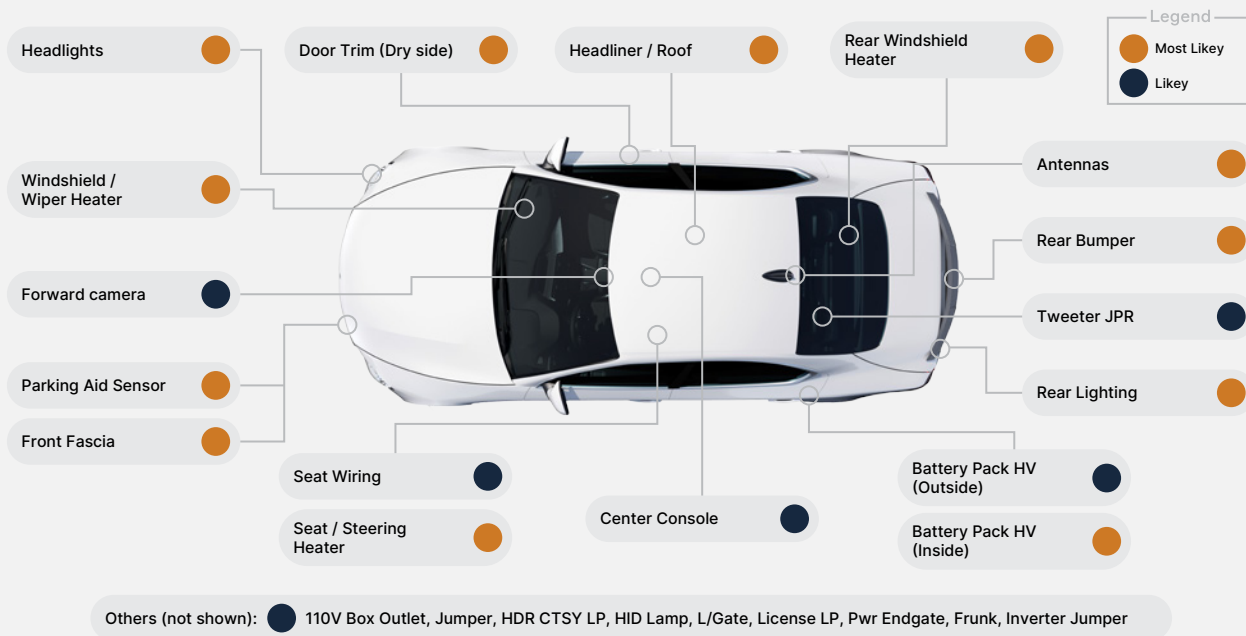 Headlights
Door Trim (Dry side)
Headliner / Roof
Rear Windshield
Heater
Legend
Most Likey
Likey
Windshield /
Wiper Heater
Antennas
Rear Bumper
Forward camera
Tweeter JPR
Parking Aid Sensor
Rear Lighting
Front Fascia
Seat Wiring
Battery Pack HV
(Outside)
Center Console
Seat / Steering
Heater
Battery Pack HV
(Inside)
Others (not shown): 110V Box Outlet, Jumper, HDR CTSY LP, HID Lamp, L/Gate, License LP, Pwr Endgate, Frunk, Inverter Jumper